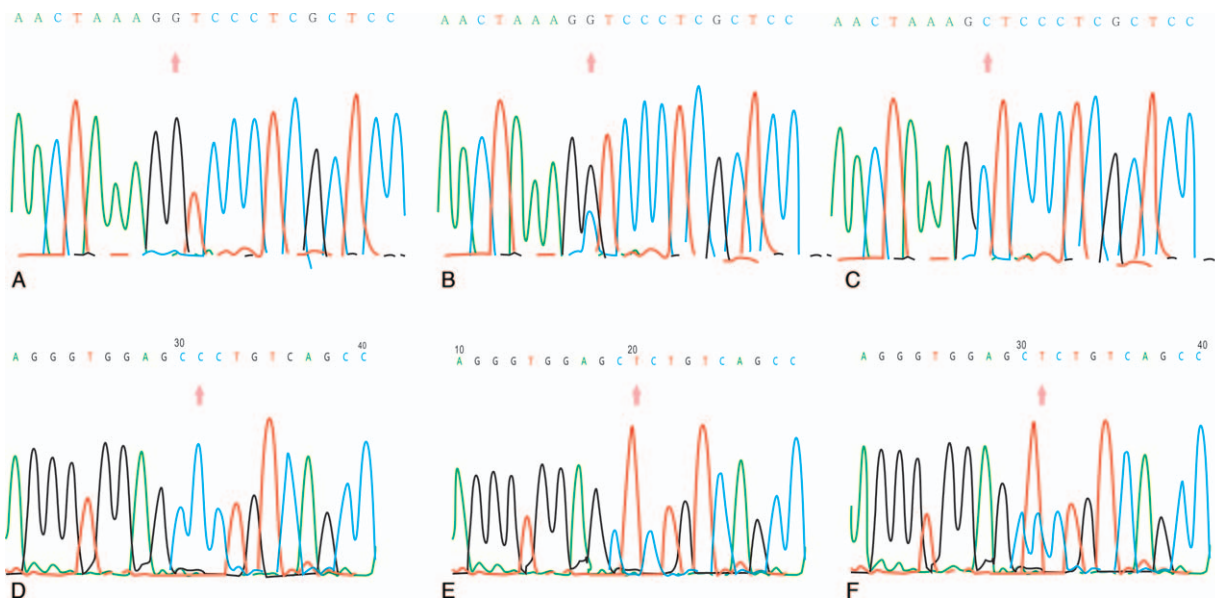 A A C T A A A G G T C C C T C G C T C C
A A C T A A A G G T C C C T C G C T C C
A A C T A A A G C T C C C T C G C T C C
A
B
C
30 40
A G G G T G G A G C C C T G T C A G C C
10 20
A G G G T G G A G C T C T G T C A G C C
30 40
A G G G T G G A G C T C T G T C A G C C
D
E
F